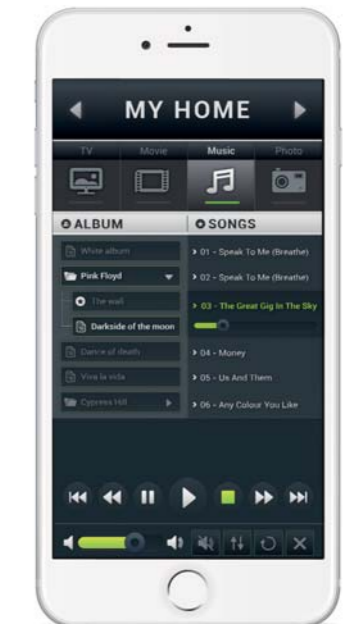 MY HOME
TV Movie Music Photo
ALBUM
White album
Pink Floyd
The wall
Darkside of the moon
Dance of death
Viva la vida
Cypress Hill
SONGS
01 - Speak To Me (Breathe)
02 - Speak To Me (Breathe)
03 - The Great Gig In The Sky
04 - Money
05 - Us And Them
06 - Any Colour You Like